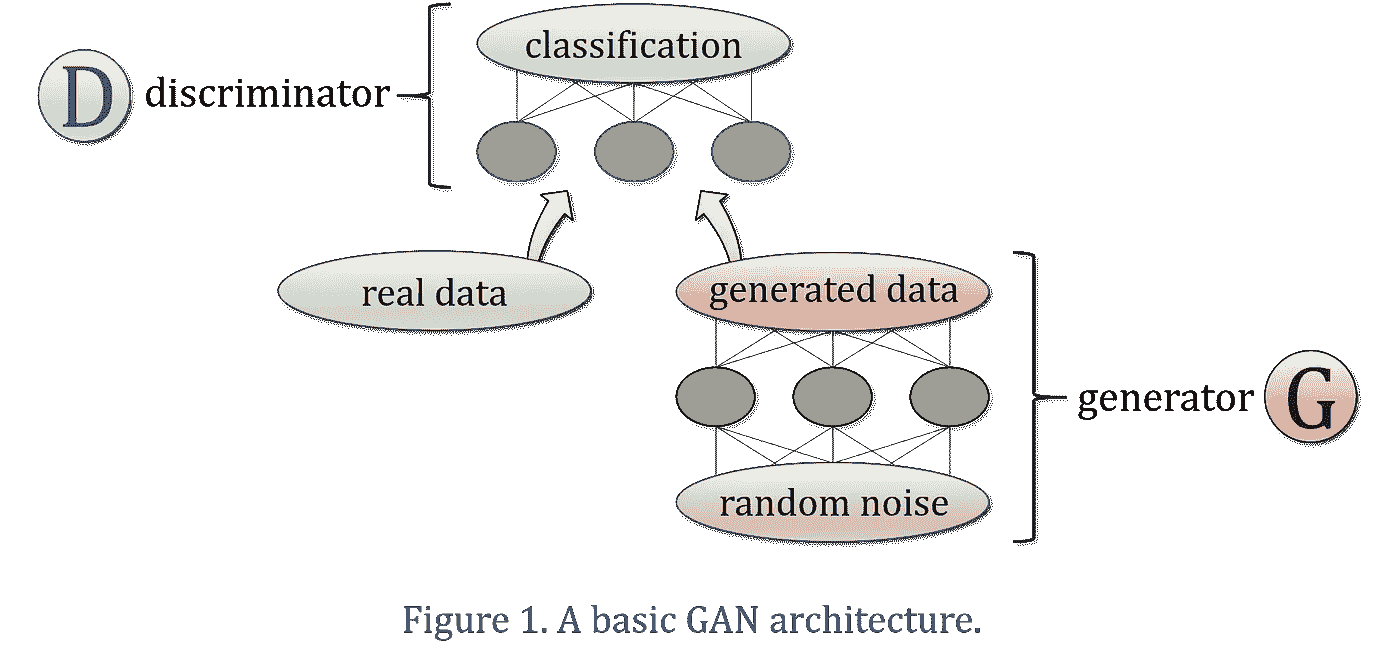 classification
D discriminator
real data
generated data
generator G
random noise
Figure 1. A basic GAN architecture.